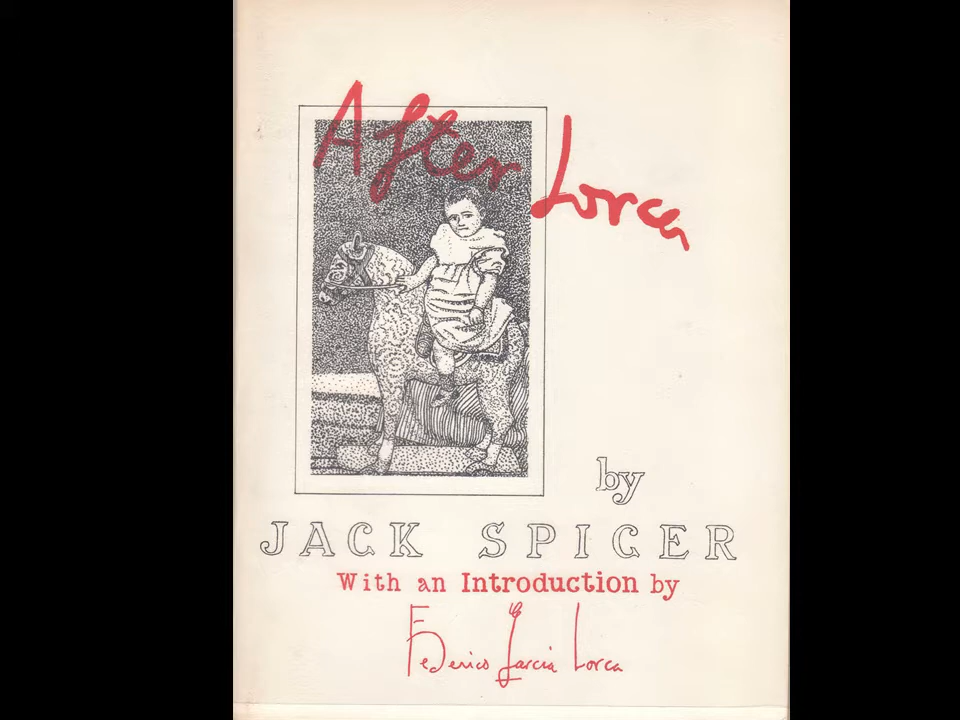 After Lorca
by
JACK SPICER
With an Introduction by
Federico García Lorca